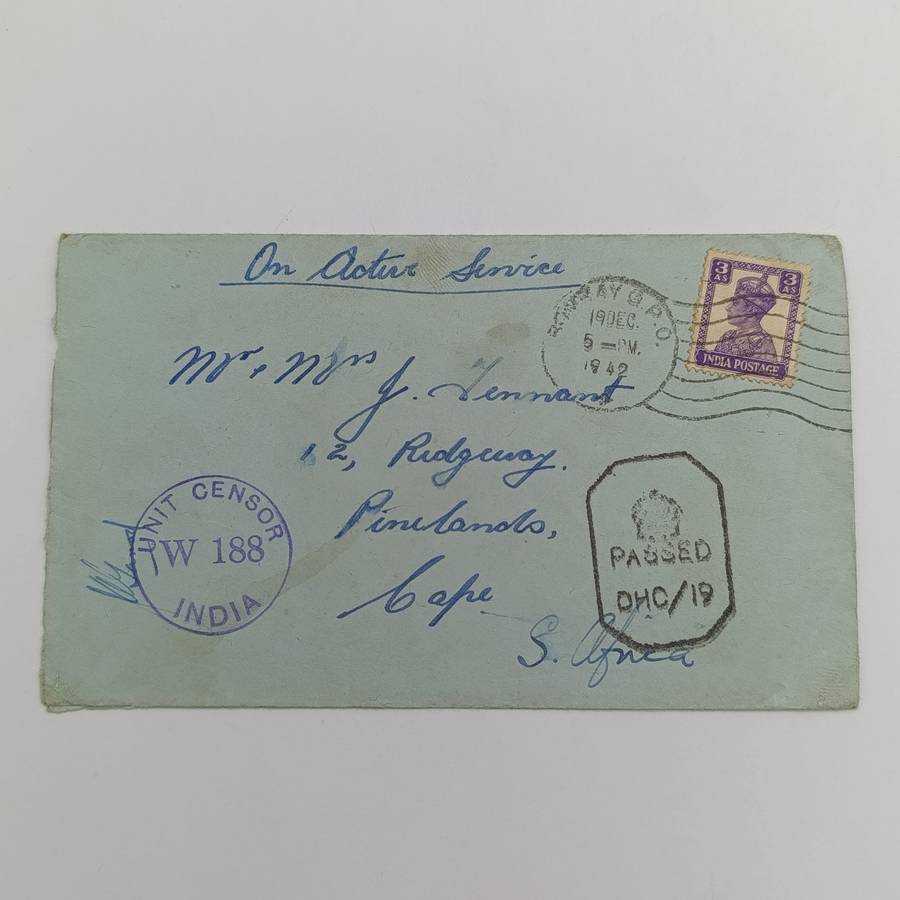 On Active Service
BOMBAY G.P.O.
19 DEC.
5 — PM.
1942
3 AS 3 AS
INDIA POSTAGE
Mr. & Mrs
J. Tennant
12, Ridgeway.
Pinelands,
Cape
S. Africa
UNIT CENSOR
W 188
INDIA
PASSED
DHC/19